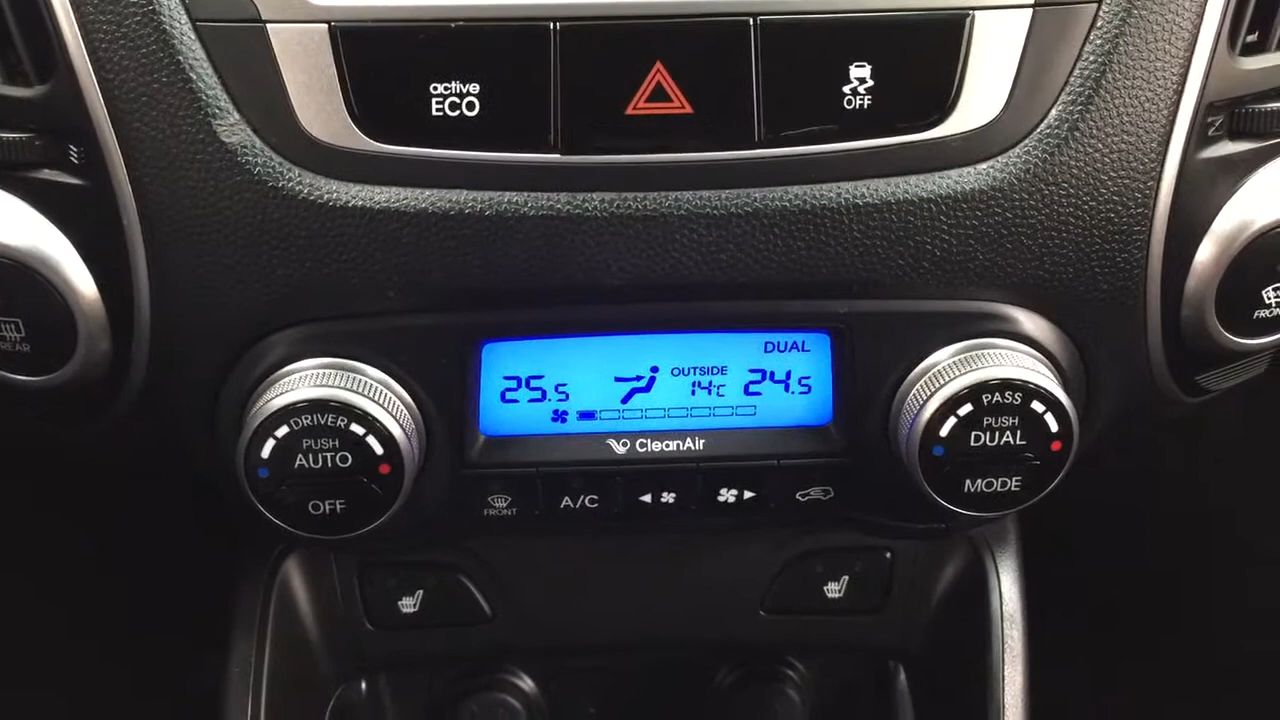 active
ECO
OFF
DUAL
25.5
OUTSIDE
14°C
24.5
CleanAir
DRIVER
PUSH
AUTO
OFF
PASS
PUSH
DUAL
MODE
FRONT
A/C
REAR
FRON